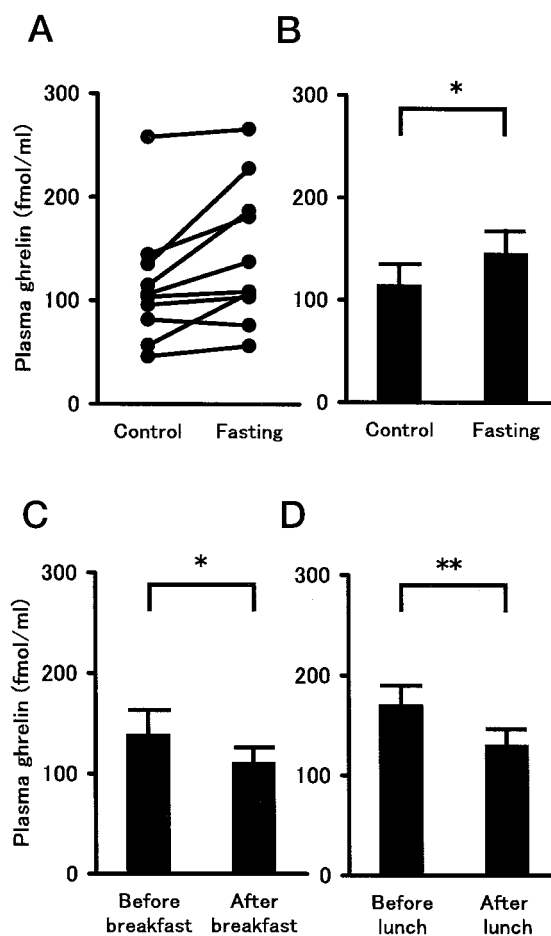 A
B
Plasma ghrelin (fmol/ml)
300
200
100
0
Control
Fasting
*
300
200
100
0
Control
Fasting
C
D
Plasma ghrelin (fmol/ml)
*
300
200
100
0
Before
breakfast
After
breakfast
**
300
200
100
0
Before
lunch
After
lunch